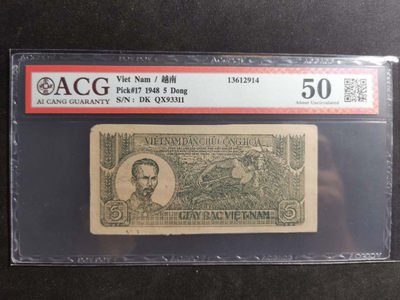 ACG
AI CANG GUARANTY
Viet Nam / 越南
Pick#17 1948 5 Dong
S/N : DK QX93311
13612914
50
About Uncirculated
VIỆT-NAM DÂN CHỦ CỘNG HÒA
5
GIẤY BẠC VIỆT-NAM
5